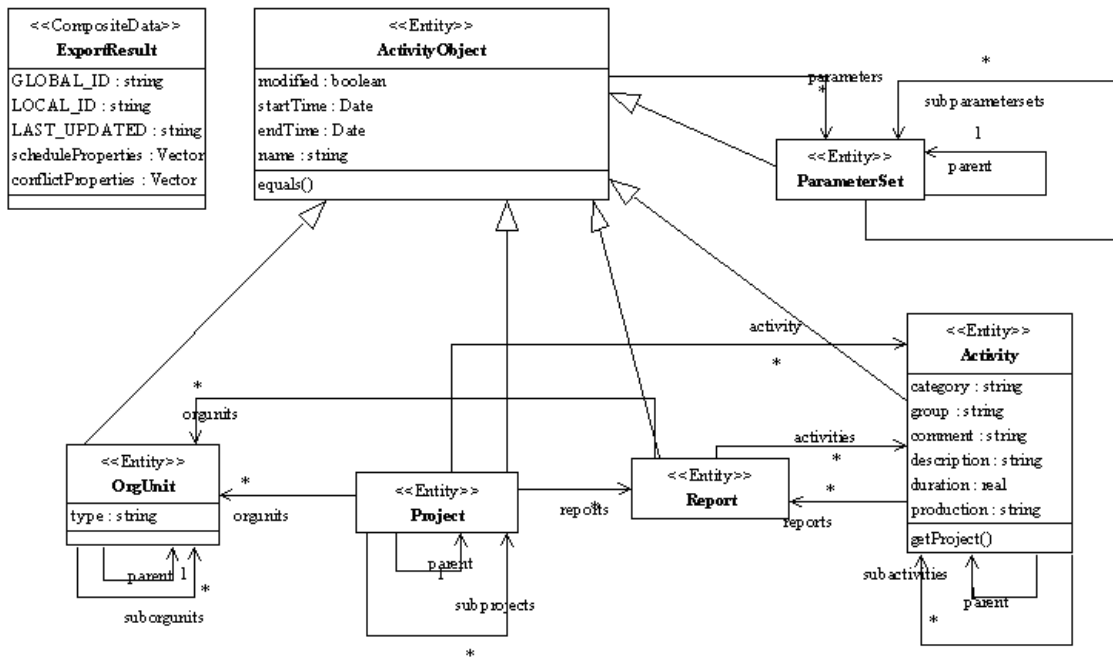 <<CompositeData>>
ExportResult
GLOBAL_ID : string
LOCAL_ID : string
LAST_UPDATED : string
scheduleProperties : Vector
conflictProperties : Vector
<<Entity>>
ActivityObject
modified : boolean
startTime : Date
endTime : Date
name : string
equals()
parameters
*
*
subparametersets
1
<<Entity>>
ParameterSet
parent
activity
*
<<Entity>>
Activity
category : string
group : string
comment : string
description : string
duration : real
production : string
getProject()
*
orgunits
activities
*
<<Entity>>
OrgUnit
type : string
*
orgunits
<<Entity>>
Project
reports
*
<<Entity>>
Report
*
reports
parent
1
*
suborgunits
parent
1
subprojects
*
subactivities
parent
*